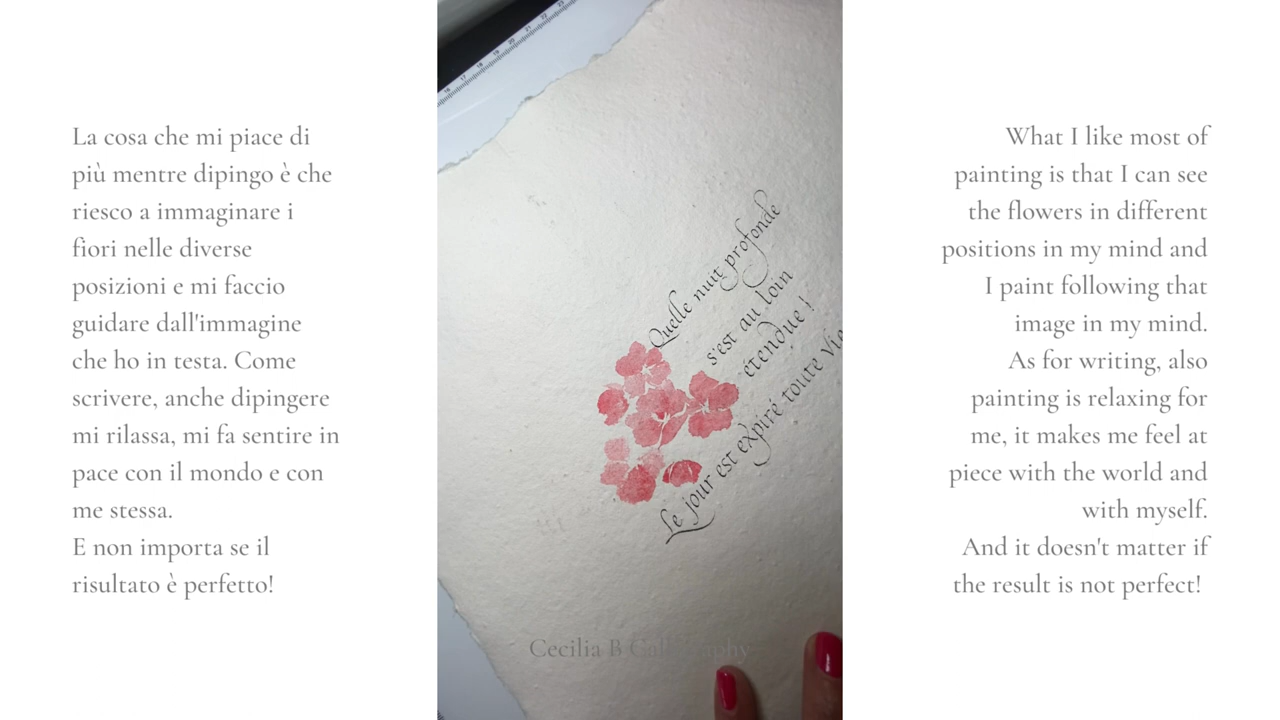 La cosa che mi piace di
più mentre dipingo è che
riesco a immaginare i
fiori nelle diverse
posizioni e mi faccio
guidare dall'immagine
che ho in testa. Come
scrivere, anche dipingere
mi rilassa, mi fa sentire in
pace con il mondo e con
me stessa.
E non importa se il
risultato è perfetto!
Quelle nuit profonde
s'est au loin
étendue !
Le jour est expiré toute Vie
Cecilia B Calligraphy
What I like most of
painting is that I can see
the flowers in different
positions in my mind and
I paint following that
image in my mind.
As for writing, also
painting is relaxing for
me, it makes me feel at
piece with the world and
with myself.
And it doesn't matter if
the result is not perfect!